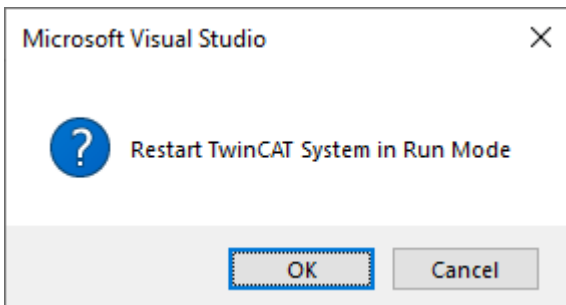 Microsoft Visual Studio
Restart TwinCAT System in Run Mode
OK
Cancel